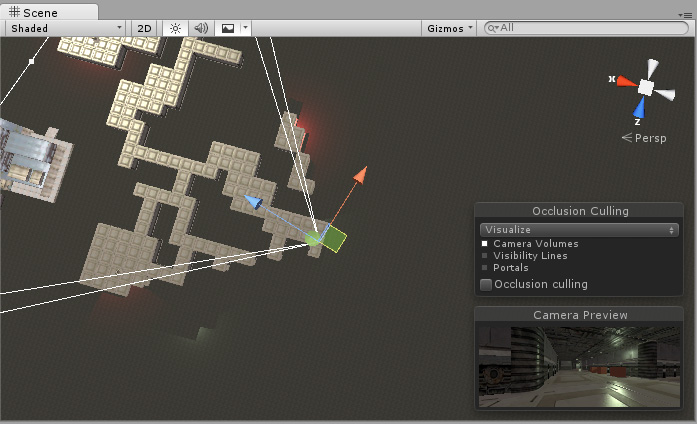 Scene
Shaded 2D Gizmos All
x
z
Persp
Occlusion Culling
Visualize
Camera Volumes
Visibility Lines
Portals
Occlusion culling
Camera Preview